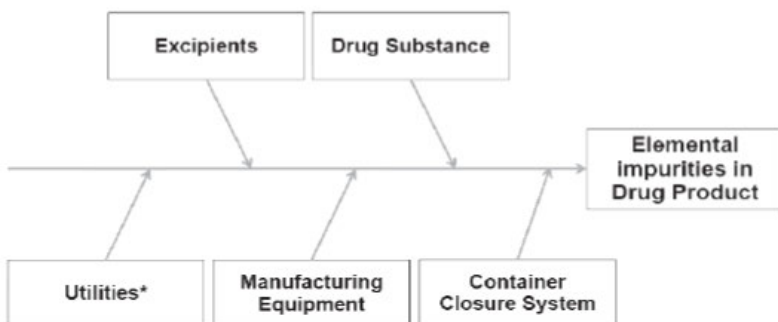 Excipients
Drug Substance
Elemental
impurities in
Drug Product
Utilities*
Manufacturing
Equipment
Container
Closure System